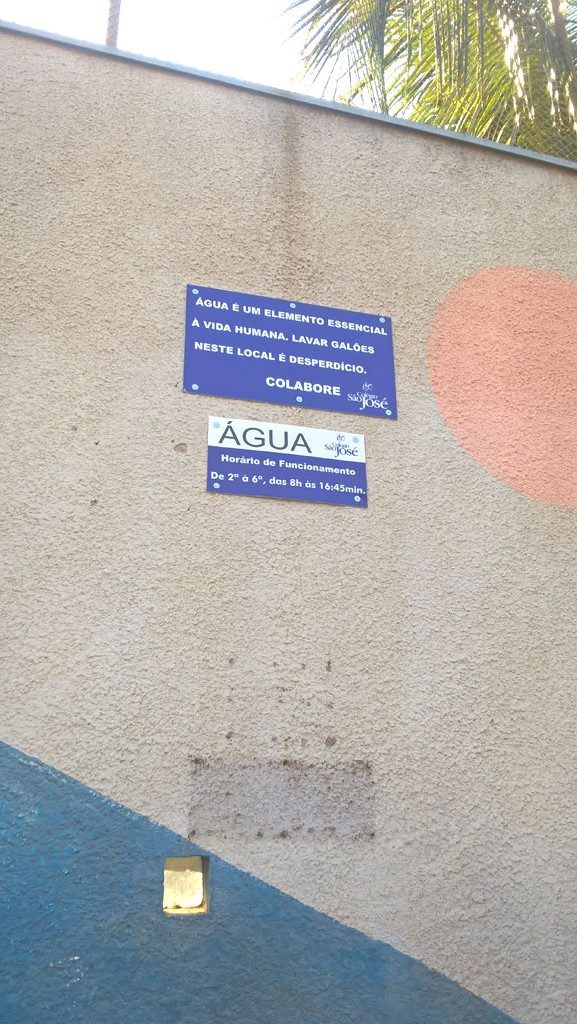 ÁGUA É UM ELEMENTO ESSENCIAL
À VIDA HUMANA. LAVAR GALÕES
NESTE LOCAL É DESPERDÍCIO.
COLABORE
Colégio
São José
ÁGUA
Colégio
São José
Horário de Funcionamento
De 2ª à 6ª, das 8h às 16:45min.